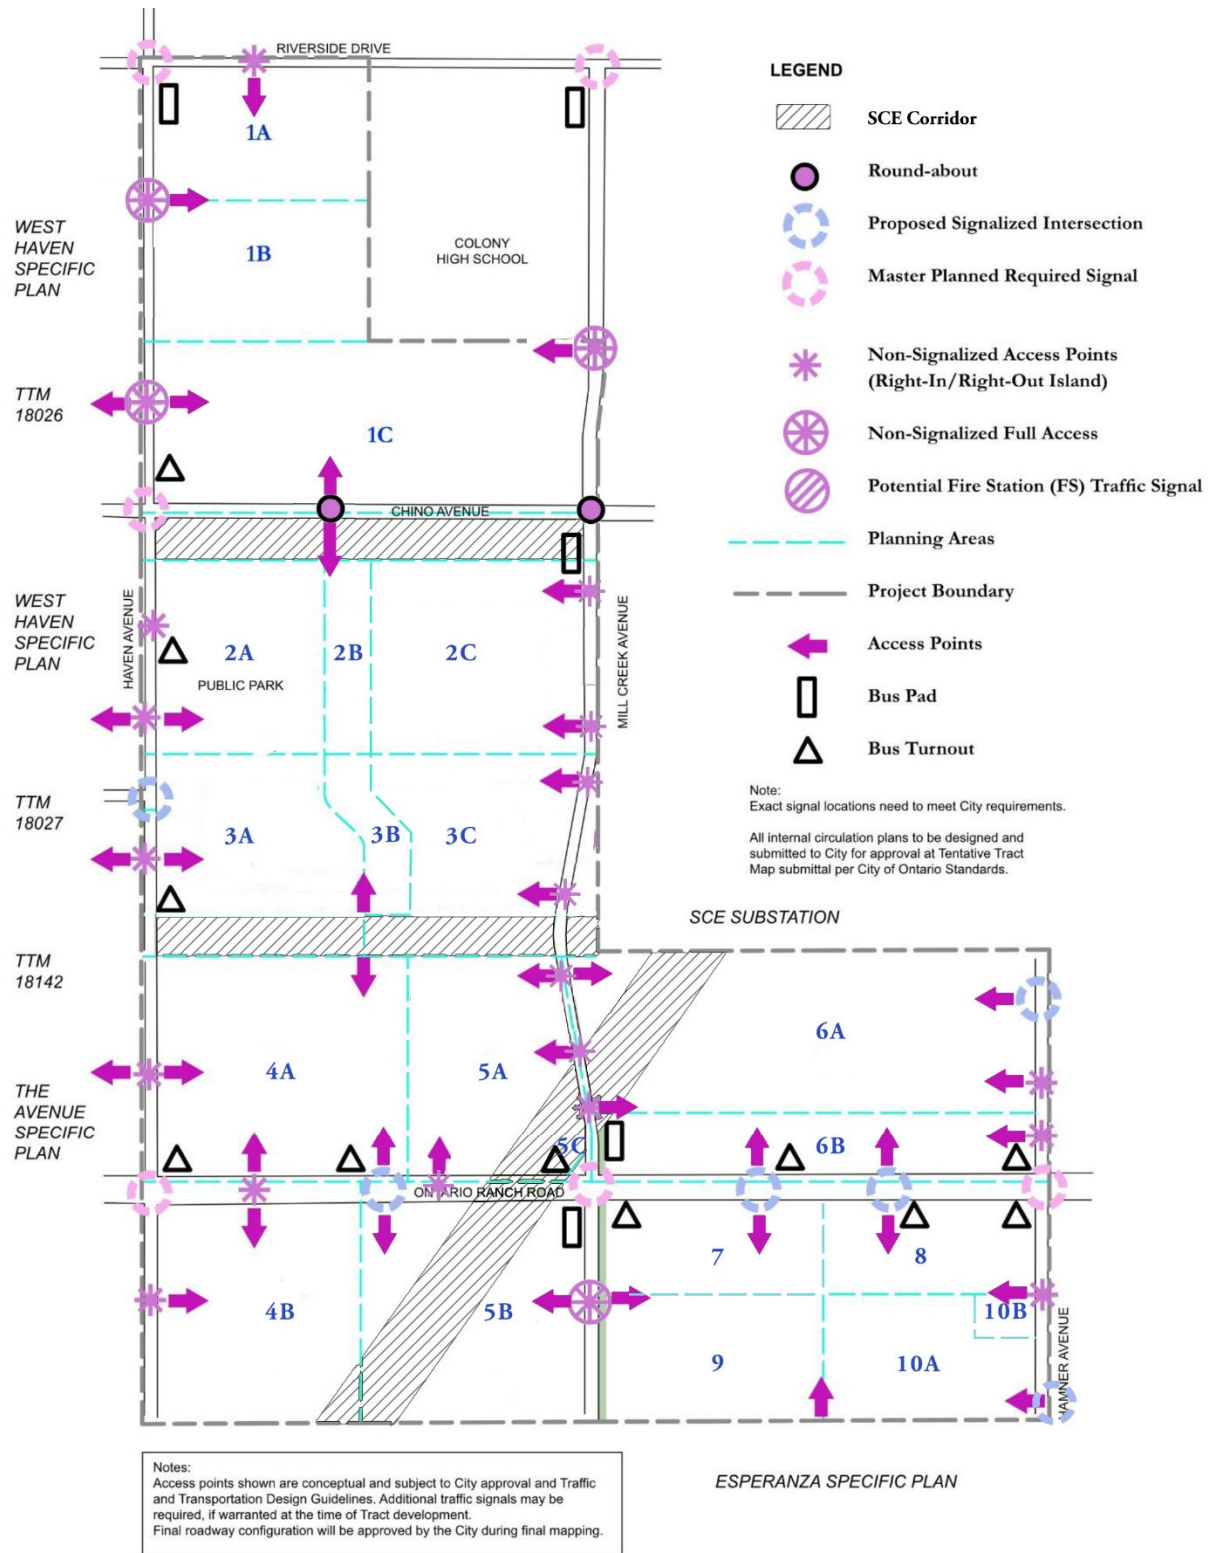 RIVERSIDE DRIVE
LEGEND
SCE Corridor
Round-about
Proposed Signalized Intersection
Master Planned Required Signal
Non-Signalized Access Points
(Right-In/Right-Out Island)
Non-Signalized Full Access
Potential Fire Station (FS) Traffic Signal
Planning Areas
Project Boundary
Access Points
Bus Pad
Bus Turnout
Note:
Exact signal locations need to meet City requirements.
All internal circulation plans to be designed and
submitted to City for approval at Tentative Tract
Map submittal per City of Ontario Standards.
1A
WEST
HAVEN
SPECIFIC
PLAN
1B
COLONY
HIGH SCHOOL
TTM
18026
1C
CHINO AVENUE
WEST
HAVEN
SPECIFIC
PLAN
HAVEN AVENUE
2A
PUBLIC PARK
2B
2C
MILL CREEK AVENUE
TTM
18027
3A
3B
3C
SCE SUBSTATION
TTM
18142
6A
4A
5A
THE
AVENUE
SPECIFIC
PLAN
5C
6B
ONTARIO RANCH ROAD
7
8
4B
5B
10B
9
10A
HAMNER AVENUE
Notes:
Access points shown are conceptual and subject to City approval and Traffic
and Transportation Design Guidelines. Additional traffic signals may be
required, if warranted at the time of Tract development.
Final roadway configuration will be approved by the City during final mapping.
ESPERANZA SPECIFIC PLAN